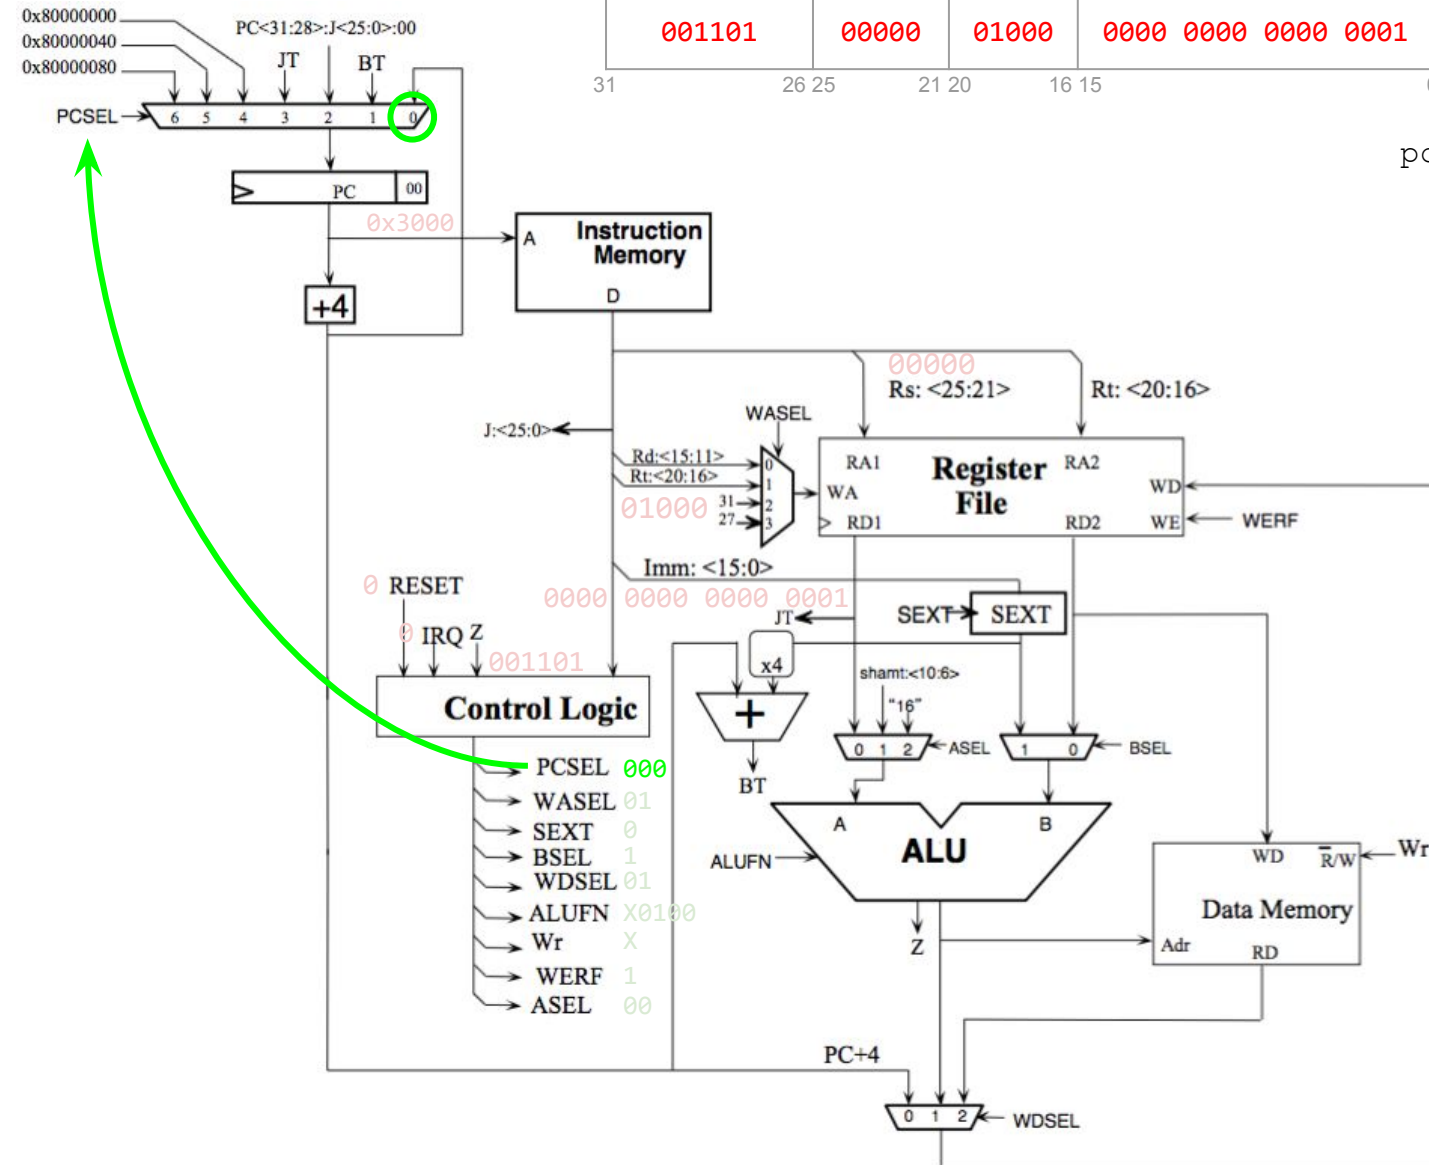 0x80000000
0x80000040
0x80000080
PC<31:28>:J<25:0>:00
JT
BT
001101 00000 01000 0000 0000 0000 0001
31 26 25 21 20 16 15
PCSEL
6 5 4 3 2 1 0
PC 00
0x3000
+4
A
Instruction
Memory
D
00000
Rs: <25:21>
Rt: <20:16>
J:<25:0>
WASEL
Rd:<15:11>
Rt:<20:16>
01000
31
27
0
1
2
3
RA1
RA2
WA
Register
File
WD
RD1
RD2
WE
WERF
Imm: <15:0>
0000 0000 0000 0001
JT
SEXT
SEXT
0 RESET
0 IRQ Z
001101
Control Logic
x4
+
BT
shamt:<10:6>
"16"
0 1 2
ASEL
1 0
BSEL
PCSEL 000
WASEL 01
SEXT 0
BSEL 1
WDSEL 01
ALUFN X0100
Wr X
WERF 1
ASEL 00
A
B
ALU
ALUFN
Z
WD
R/W
Wr
Data Memory
Adr
RD
PC+4
0 1 2
WDSEL
pc